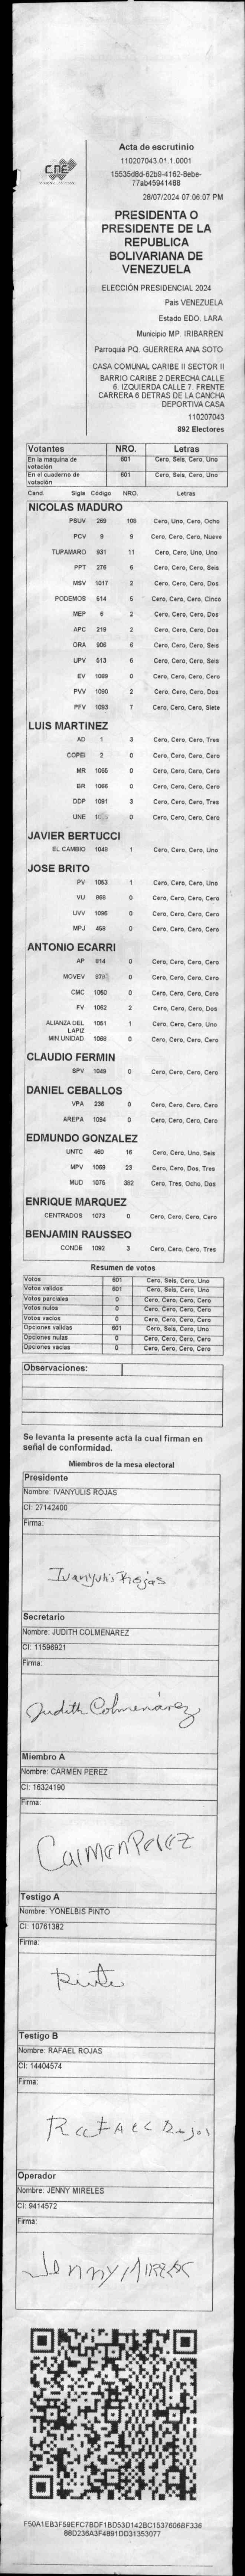 CNE
Acta de escrutinio
110207043.01.1.0001
15535d8d-62b9-4162-8ebe-
77ab45941488
28/07/2024 07:06:07 PM
PRESIDENTA O
PRESIDENTE DE LA
REPUBLICA
BOLIVARIANA DE
VENEZUELA
ELECCIÓN PRESIDENCIAL 2024
Pais VENEZUELA
Estado EDO. LARA
Municipio MP. IRIBARREN
Parroquia PQ. GUERRERA ANA SOTO
CASA COMUNAL CARIBE II SECTOR II
BARRIO CARIBE 2 DERECHA CALLE
6. IZQUIERDA CALLE 7. FRENTE
CARRERA 6 DETRAS DE LA CANCHA
DEPORTIVA CASA
110207043
892 Electores
Votantes NRO. Letras
En la maquina de votación 601 Cero, Seis, Cero, Uno
En el cuaderno de votación 601 Cero, Seis, Cero, Uno
Cand. Sigla Código NRO. Letras
NICOLAS MADURO
PSUV 269 108 Cero, Uno, Cero, Ocho
PCV 9 9 Cero, Cero, Cero, Nueve
TUPAMARO 931 11 Cero, Cero, Uno, Uno
PPT 276 6 Cero, Cero, Cero, Seis
MSV 1017 2 Cero, Cero, Cero, Dos
PODEMOS 514 5 Cero, Cero, Cero, Cinco
MEP 6 2 Cero, Cero, Cero, Dos
APC 219 2 Cero, Cero, Cero, Dos
ORA 906 6 Cero, Cero, Cero, Seis
UPV 513 6 Cero, Cero, Cero, Seis
EV 1089 0 Cero, Cero, Cero, Cero
PVV 1090 2 Cero, Cero, Cero, Dos
PFV 1093 7 Cero, Cero, Cero, Siete
LUIS MARTINEZ
AD 1 3 Cero, Cero, Cero, Tres
COPEI 2 0 Cero, Cero, Cero, Cero
MR 1065 0 Cero, Cero, Cero, Cero
BR 1066 0 Cero, Cero, Cero, Cero
DDP 1091 3 Cero, Cero, Cero, Tres
UNE 0 Cero, Cero, Cero, Cero
JAVIER BERTUCCI
EL CAMBIO 1048 1 Cero, Cero, Cero, Uno
JOSE BRITO
PV 1053 1 Cero, Cero, Cero, Uno
VU 868 0 Cero, Cero, Cero, Cero
UVV 1096 0 Cero, Cero, Cero, Cero
MPJ 458 0 Cero, Cero, Cero, Cero
ANTONIO ECARRI
AP 814 0 Cero, Cero, Cero, Cero
MOVEV 0 Cero, Cero, Cero, Cero
CMC 1050 0 Cero, Cero, Cero, Cero
FV 1062 2 Cero, Cero, Cero, Dos
ALIANZA DEL LAPIZ 1061 1 Cero, Cero, Cero, Uno
MIN UNIDAD 1088 0 Cero, Cero, Cero, Cero
CLAUDIO FERMIN
SPV 1049 0 Cero, Cero, Cero, Cero
DANIEL CEBALLOS
VPA 236 0 Cero, Cero, Cero, Cero
AREPA 1094 0 Cero, Cero, Cero, Cero
EDMUNDO GONZALEZ
UNTC 460 16 Cero, Cero, Uno, Seis
MPV 1069 23 Cero, Cero, Dos, Tres
MUD 1075 382 Cero, Tres, Ocho, Dos
ENRIQUE MARQUEZ
CENTRADOS 1073 0 Cero, Cero, Cero, Cero
BENJAMIN RAUSSEO
CONDE 1092 3 Cero, Cero, Cero, Tres
Resumen de votos
Votos 601 Cero, Seis, Cero, Uno
Votos validos 601 Cero, Seis, Cero, Uno
Votos parciales 0 Cero, Cero, Cero, Cero
Votos nulos 0 Cero, Cero, Cero, Cero
Votos vacios 0 Cero, Cero, Cero, Cero
Opciones validas 601 Cero, Seis, Cero, Uno
Opciones nulas 0 Cero, Cero, Cero, Cero
Opciones vacias 0 Cero, Cero, Cero, Cero
Observaciones:
Se levanta la presente acta la cual firman en
señal de conformidad.
Miembros de la mesa electoral
Presidente
Nombre: IVANYULIS ROJAS
CI: 27142400
Firma:
Ivanyulis Rojas
Secretario
Nombre: JUDITH COLMENAREZ
CI: 11596921
Firma:
Judith Colmenárez
Miembro A
Nombre: CARMEN PEREZ
CI: 16324190
Firma:
Carmen Perez
Testigo A
Nombre: YONELBIS PINTO
CI: 10761382
Firma:
Pinto
Testigo B
Nombre: RAFAEL ROJAS
CI: 14404574
Firma:
Rafael Rojas
Operador
Nombre: JENNY MIRELES
CI: 9414572
Firma:
Jenny Mireles
F50A1EB3F59EFC7BDF1BD53D142BC1537606BF336
88D236A3F4891DD31353077